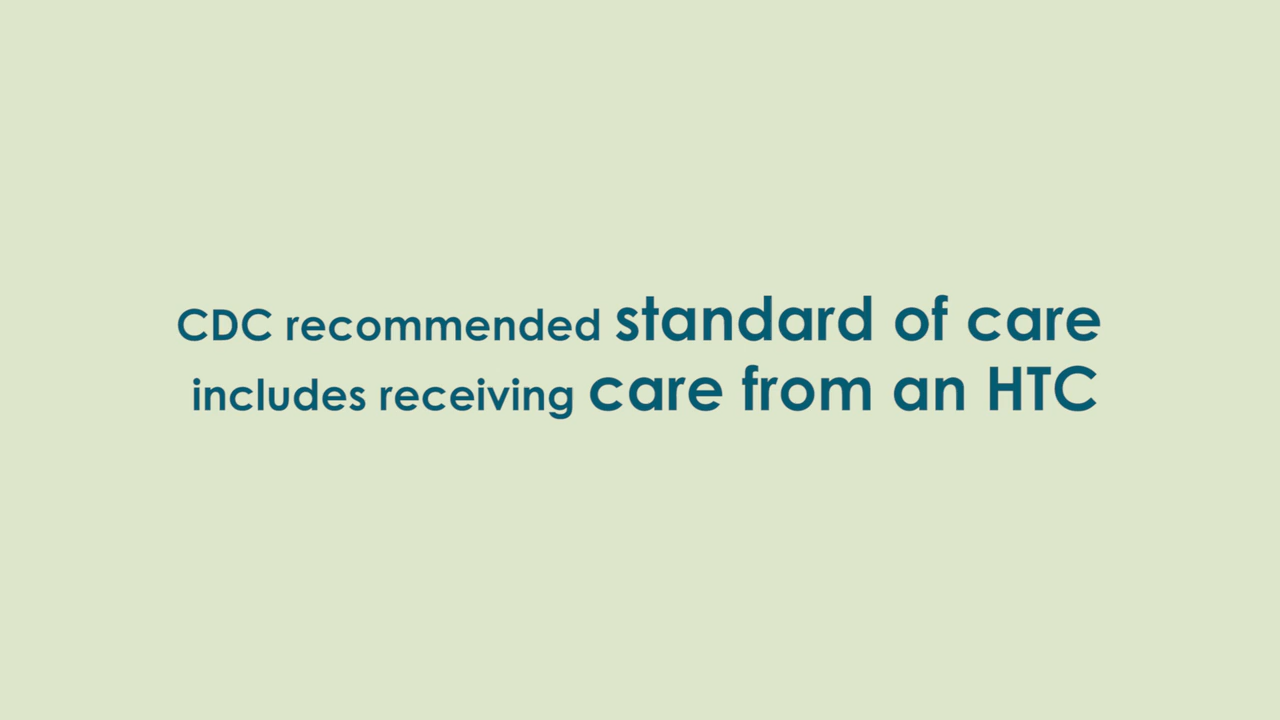 CDC recommended standard of care
includes receiving care from an HTC